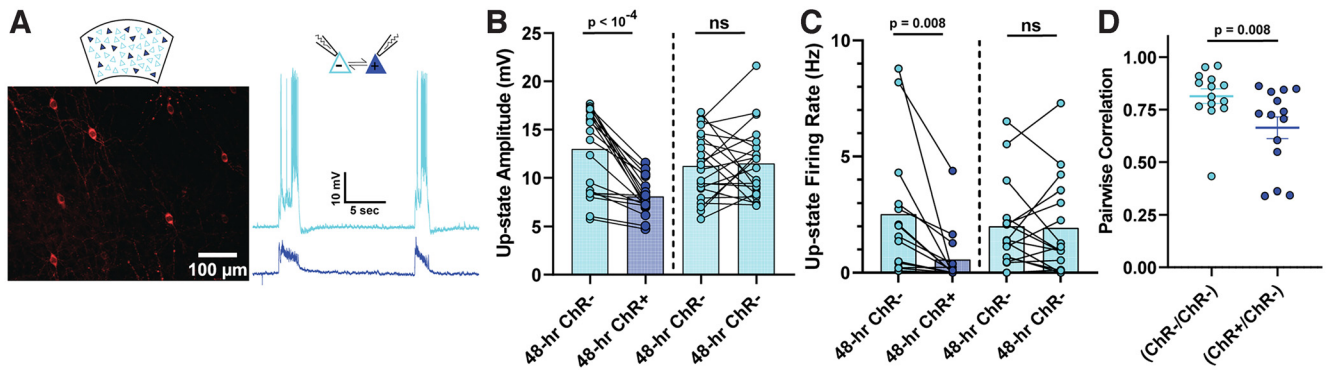 A
-
+
10 mV
5 sec
100 µm
B
p < 10-4
ns
Up-state Amplitude (mV)
25
20
15
10
5
0
48-hr ChR-
48-hr ChR+
48-hr ChR-
48-hr ChR-
C
p = 0.008
ns
Up-state Firing Rate (Hz)
10
5
0
48-hr ChR-
48-hr ChR+
48-hr ChR-
48-hr ChR-
D
p = 0.008
Pairwise Correlation
1.00
0.75
0.50
0.25
0.00
(ChR-/ChR-)
(ChR+/ChR-)